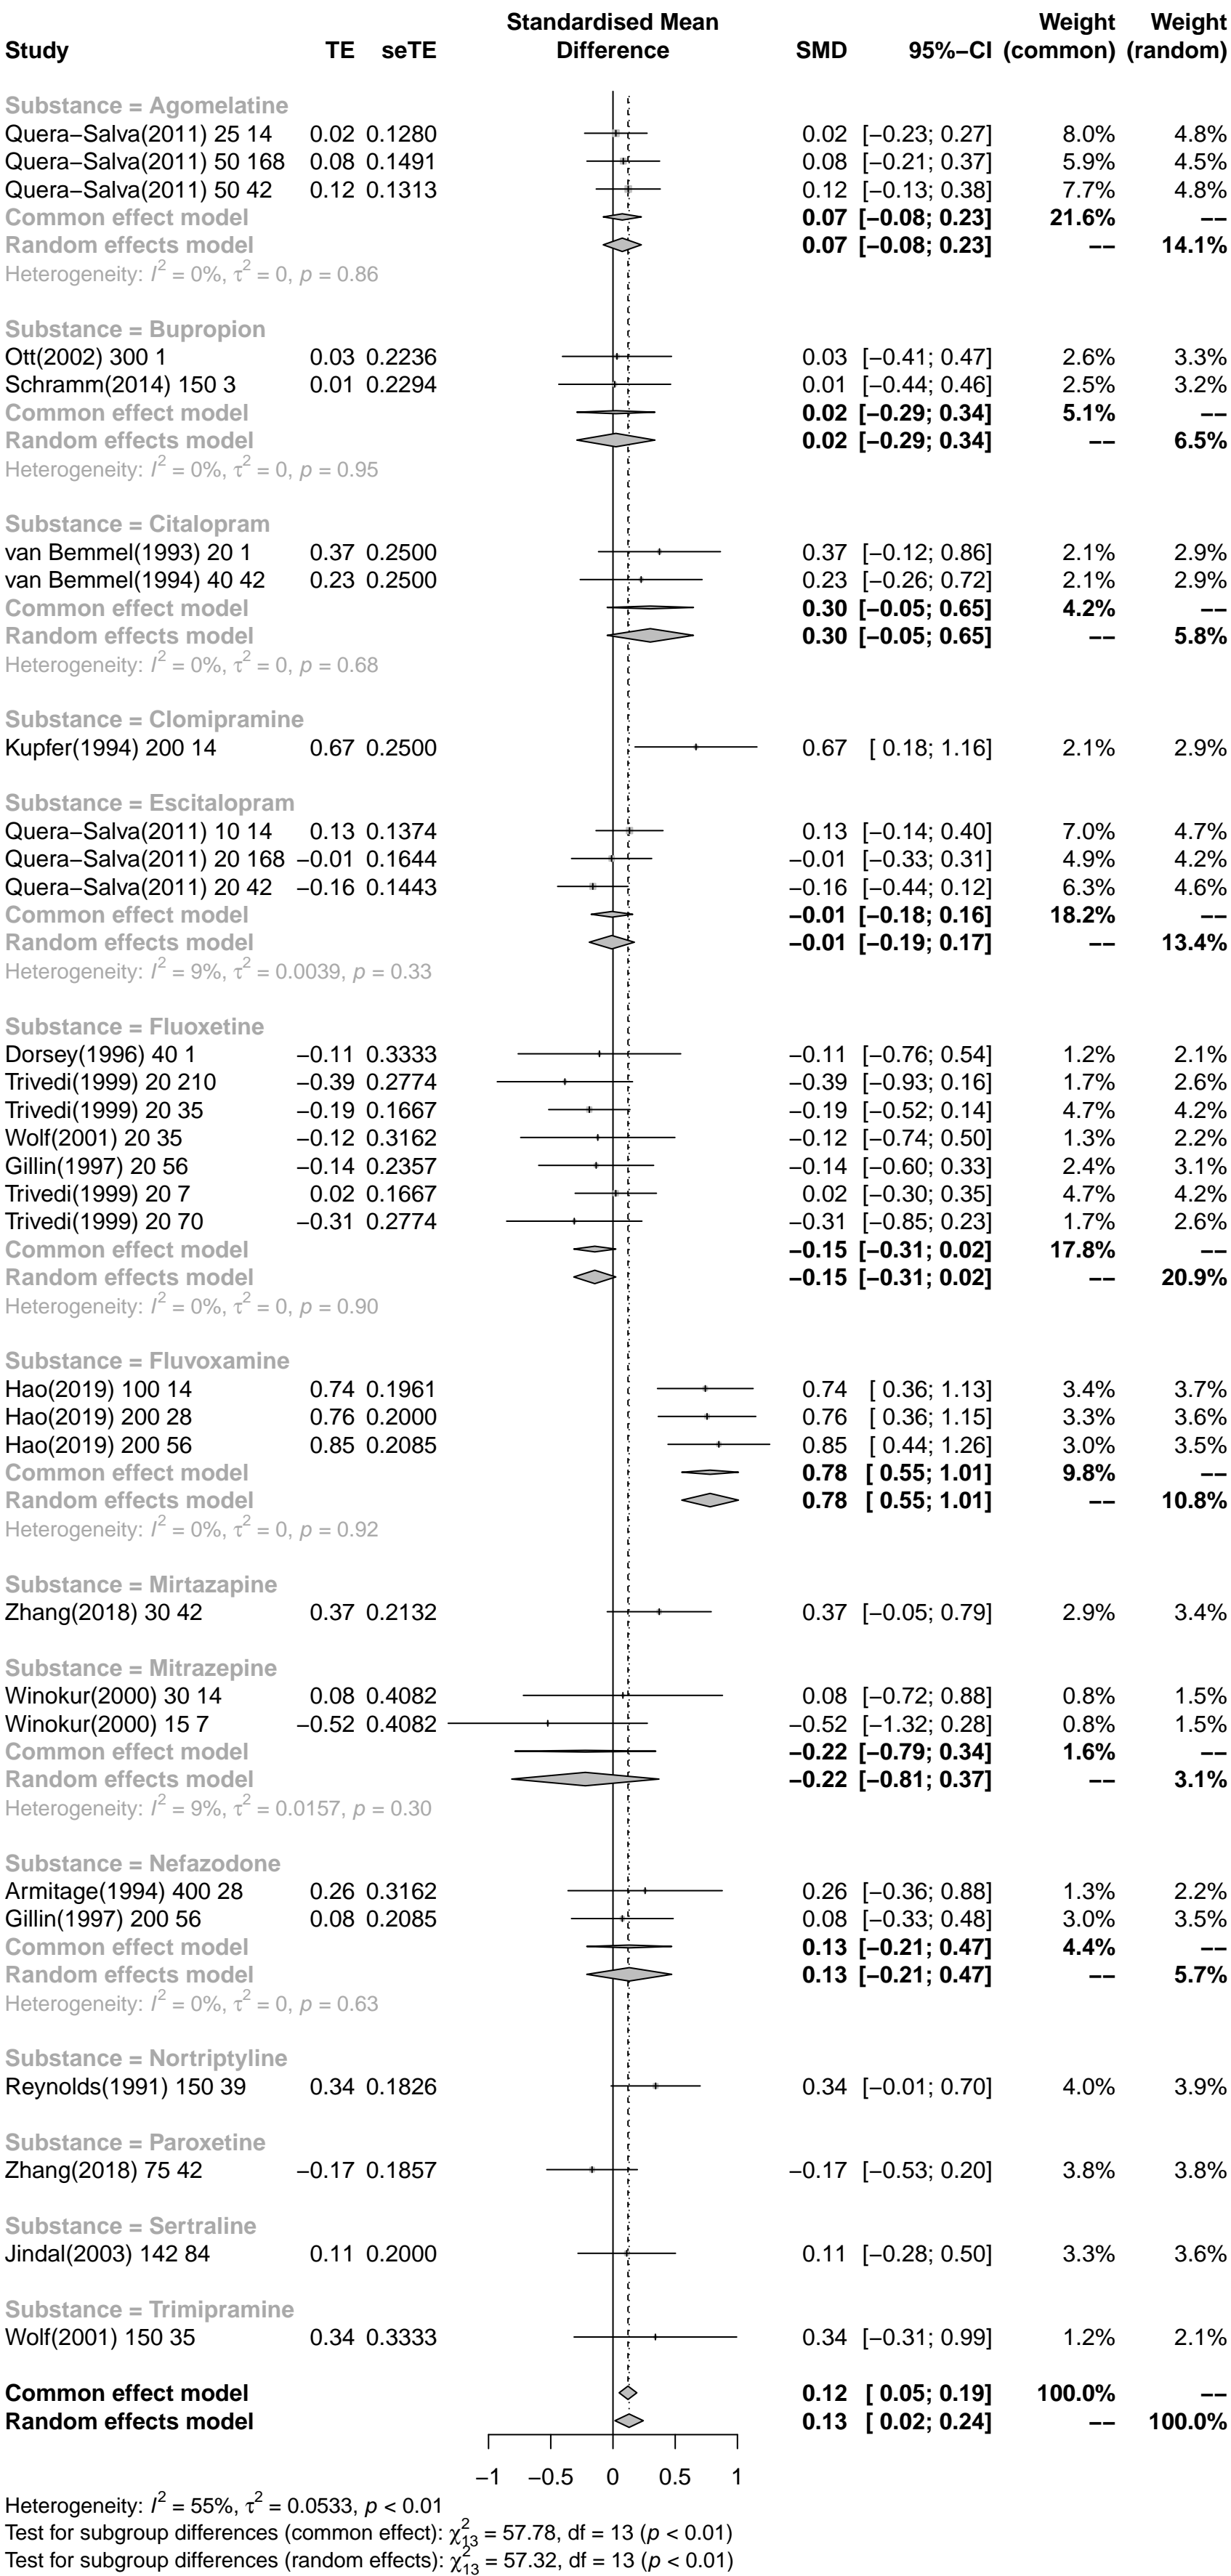 Standardised Mean Weight Weight
Study TE seTE Difference SMD 95%−CI (common) (random)
Substance = Agomelatine
Quera−Salva(2011) 25 14 0.02 0.1280 0.02 [−0.23; 0.27] 8.0% 4.8%
Quera−Salva(2011) 50 168 0.08 0.1491 0.08 [−0.21; 0.37] 5.9% 4.5%
Quera−Salva(2011) 50 42 0.12 0.1313 0.12 [−0.13; 0.38] 7.7% 4.8%
Common effect model 0.07 [−0.08; 0.23] 21.6% −−
Random effects model 0.07 [−0.08; 0.23] −− 14.1%
Heterogeneity: I² = 0%, τ² = 0, p = 0.86
Substance = Bupropion
Ott(2002) 300 1 0.03 0.2236 0.03 [−0.41; 0.47] 2.6% 3.3%
Schramm(2014) 150 3 0.01 0.2294 0.01 [−0.44; 0.46] 2.5% 3.2%
Common effect model 0.02 [−0.29; 0.34] 5.1% −−
Random effects model 0.02 [−0.29; 0.34] −− 6.5%
Heterogeneity: I² = 0%, τ² = 0, p = 0.95
Substance = Citalopram
van Bemmel(1993) 20 1 0.37 0.2500 0.37 [−0.12; 0.86] 2.1% 2.9%
van Bemmel(1994) 40 42 0.23 0.2500 0.23 [−0.26; 0.72] 2.1% 2.9%
Common effect model 0.30 [−0.05; 0.65] 4.2% −−
Random effects model 0.30 [−0.05; 0.65] −− 5.8%
Heterogeneity: I² = 0%, τ² = 0, p = 0.68
Substance = Clomipramine
Kupfer(1994) 200 14 0.67 0.2500 0.67 [ 0.18; 1.16] 2.1% 2.9%
Substance = Escitalopram
Quera−Salva(2011) 10 14 0.13 0.1374 0.13 [−0.14; 0.40] 7.0% 4.7%
Quera−Salva(2011) 20 168 −0.01 0.1644 −0.01 [−0.33; 0.31] 4.9% 4.2%
Quera−Salva(2011) 20 42 −0.16 0.1443 −0.16 [−0.44; 0.12] 6.3% 4.6%
Common effect model −0.01 [−0.18; 0.16] 18.2% −−
Random effects model −0.01 [−0.19; 0.17] −− 13.4%
Heterogeneity: I² = 9%, τ² = 0.0039, p = 0.33
Substance = Fluoxetine
Dorsey(1996) 40 1 −0.11 0.3333 −0.11 [−0.76; 0.54] 1.2% 2.1%
Trivedi(1999) 20 210 −0.39 0.2774 −0.39 [−0.93; 0.16] 1.7% 2.6%
Trivedi(1999) 20 35 −0.19 0.1667 −0.19 [−0.52; 0.14] 4.7% 4.2%
Wolf(2001) 20 35 −0.12 0.3162 −0.12 [−0.74; 0.50] 1.3% 2.2%
Gillin(1997) 20 56 −0.14 0.2357 −0.14 [−0.60; 0.33] 2.4% 3.1%
Trivedi(1999) 20 7 0.02 0.1667 0.02 [−0.30; 0.35] 4.7% 4.2%
Trivedi(1999) 20 70 −0.31 0.2774 −0.31 [−0.85; 0.23] 1.7% 2.6%
Common effect model −0.15 [−0.31; 0.02] 17.8% −−
Random effects model −0.15 [−0.31; 0.02] −− 20.9%
Heterogeneity: I² = 0%, τ² = 0, p = 0.90
Substance = Fluvoxamine
Hao(2019) 100 14 0.74 0.1961 0.74 [ 0.36; 1.13] 3.4% 3.7%
Hao(2019) 200 28 0.76 0.2000 0.76 [ 0.36; 1.15] 3.3% 3.6%
Hao(2019) 200 56 0.85 0.2085 0.85 [ 0.44; 1.26] 3.0% 3.5%
Common effect model 0.78 [ 0.55; 1.01] 9.8% −−
Random effects model 0.78 [ 0.55; 1.01] −− 10.8%
Heterogeneity: I² = 0%, τ² = 0, p = 0.92
Substance = Mirtazapine
Zhang(2018) 30 42 0.37 0.2132 0.37 [−0.05; 0.79] 2.9% 3.4%
Substance = Mitrazepine
Winokur(2000) 30 14 0.08 0.4082 0.08 [−0.72; 0.88] 0.8% 1.5%
Winokur(2000) 15 7 −0.52 0.4082 −0.52 [−1.32; 0.28] 0.8% 1.5%
Common effect model −0.22 [−0.79; 0.34] 1.6% −−
Random effects model −0.22 [−0.81; 0.37] −− 3.1%
Heterogeneity: I² = 9%, τ² = 0.0157, p = 0.30
Substance = Nefazodone
Armitage(1994) 400 28 0.26 0.3162 0.26 [−0.36; 0.88] 1.3% 2.2%
Gillin(1997) 200 56 0.08 0.2085 0.08 [−0.33; 0.48] 3.0% 3.5%
Common effect model 0.13 [−0.21; 0.47] 4.4% −−
Random effects model 0.13 [−0.21; 0.47] −− 5.7%
Heterogeneity: I² = 0%, τ² = 0, p = 0.63
Substance = Nortriptyline
Reynolds(1991) 150 39 0.34 0.1826 0.34 [−0.01; 0.70] 4.0% 3.9%
Substance = Paroxetine
Zhang(2018) 75 42 −0.17 0.1857 −0.17 [−0.53; 0.20] 3.8% 3.8%
Substance = Sertraline
Jindal(2003) 142 84 0.11 0.2000 0.11 [−0.28; 0.50] 3.3% 3.6%
Substance = Trimipramine
Wolf(2001) 150 35 0.34 0.3333 0.34 [−0.31; 0.99] 1.2% 2.1%
Common effect model 0.12 [ 0.05; 0.19] 100.0% −−
Random effects model 0.13 [ 0.02; 0.24] −− 100.0%
−1 −0.5 0 0.5 1
Heterogeneity: I² = 55%, τ² = 0.0533, p < 0.01
Test for subgroup differences (common effect): χ²₁₃ = 57.78, df = 13 (p < 0.01)
Test for subgroup differences (random effects): χ²₁₃ = 57.32, df = 13 (p < 0.01)